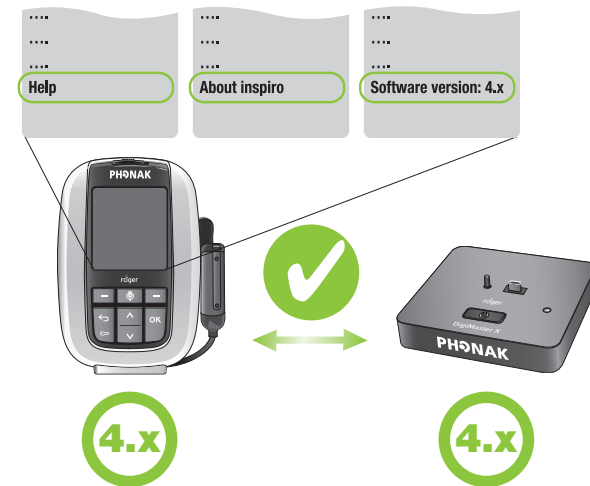 ....
....
....
Help
....
....
....
About inspiro
....
....
....
Software version: 4.x
PHONAK
roger
OK
roger
DigiMaster X
PHONAK
4.x
4.x